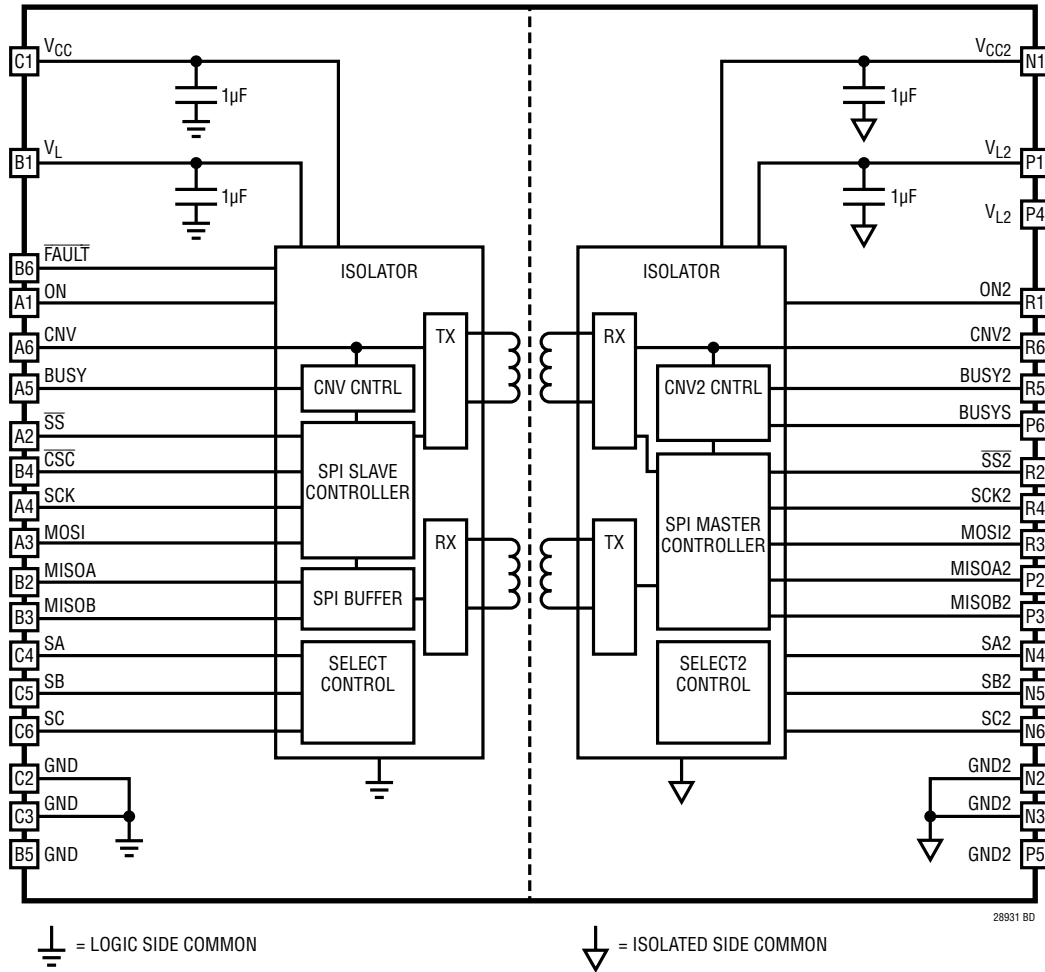 C1 VCC
1µF
B1 VL
1µF
B6 FAULT
A1 ON
A6 CNV
A5 BUSY
A2 SS
B4 CSC
A4 SCK
A3 MOSI
B2 MISOA
B3 MISOB
C4 SA
C5 SB
C6 SC
C2 GND
C3 GND
B5 GND
ISOLATOR
TX
CNV CNTRL
SPI SLAVE
CONTROLLER
RX
SPI BUFFER
SELECT
CONTROL
ISOLATOR
RX
CNV2 CNTRL
SPI MASTER
CONTROLLER
TX
SELECT2
CONTROL
VCC2 N1
1µF
VL2 P1
1µF
VL2 P4
ON2 R1
CNV2 R6
BUSY2 R5
BUSYS P6
SS2 R2
SCK2 R4
MOSI2 R3
MISOA2 P2
MISOB2 P3
SA2 N4
SB2 N5
SC2 N6
GND2 N2
GND2 N3
GND2 P5
28931 BD
= LOGIC SIDE COMMON
= ISOLATED SIDE COMMON